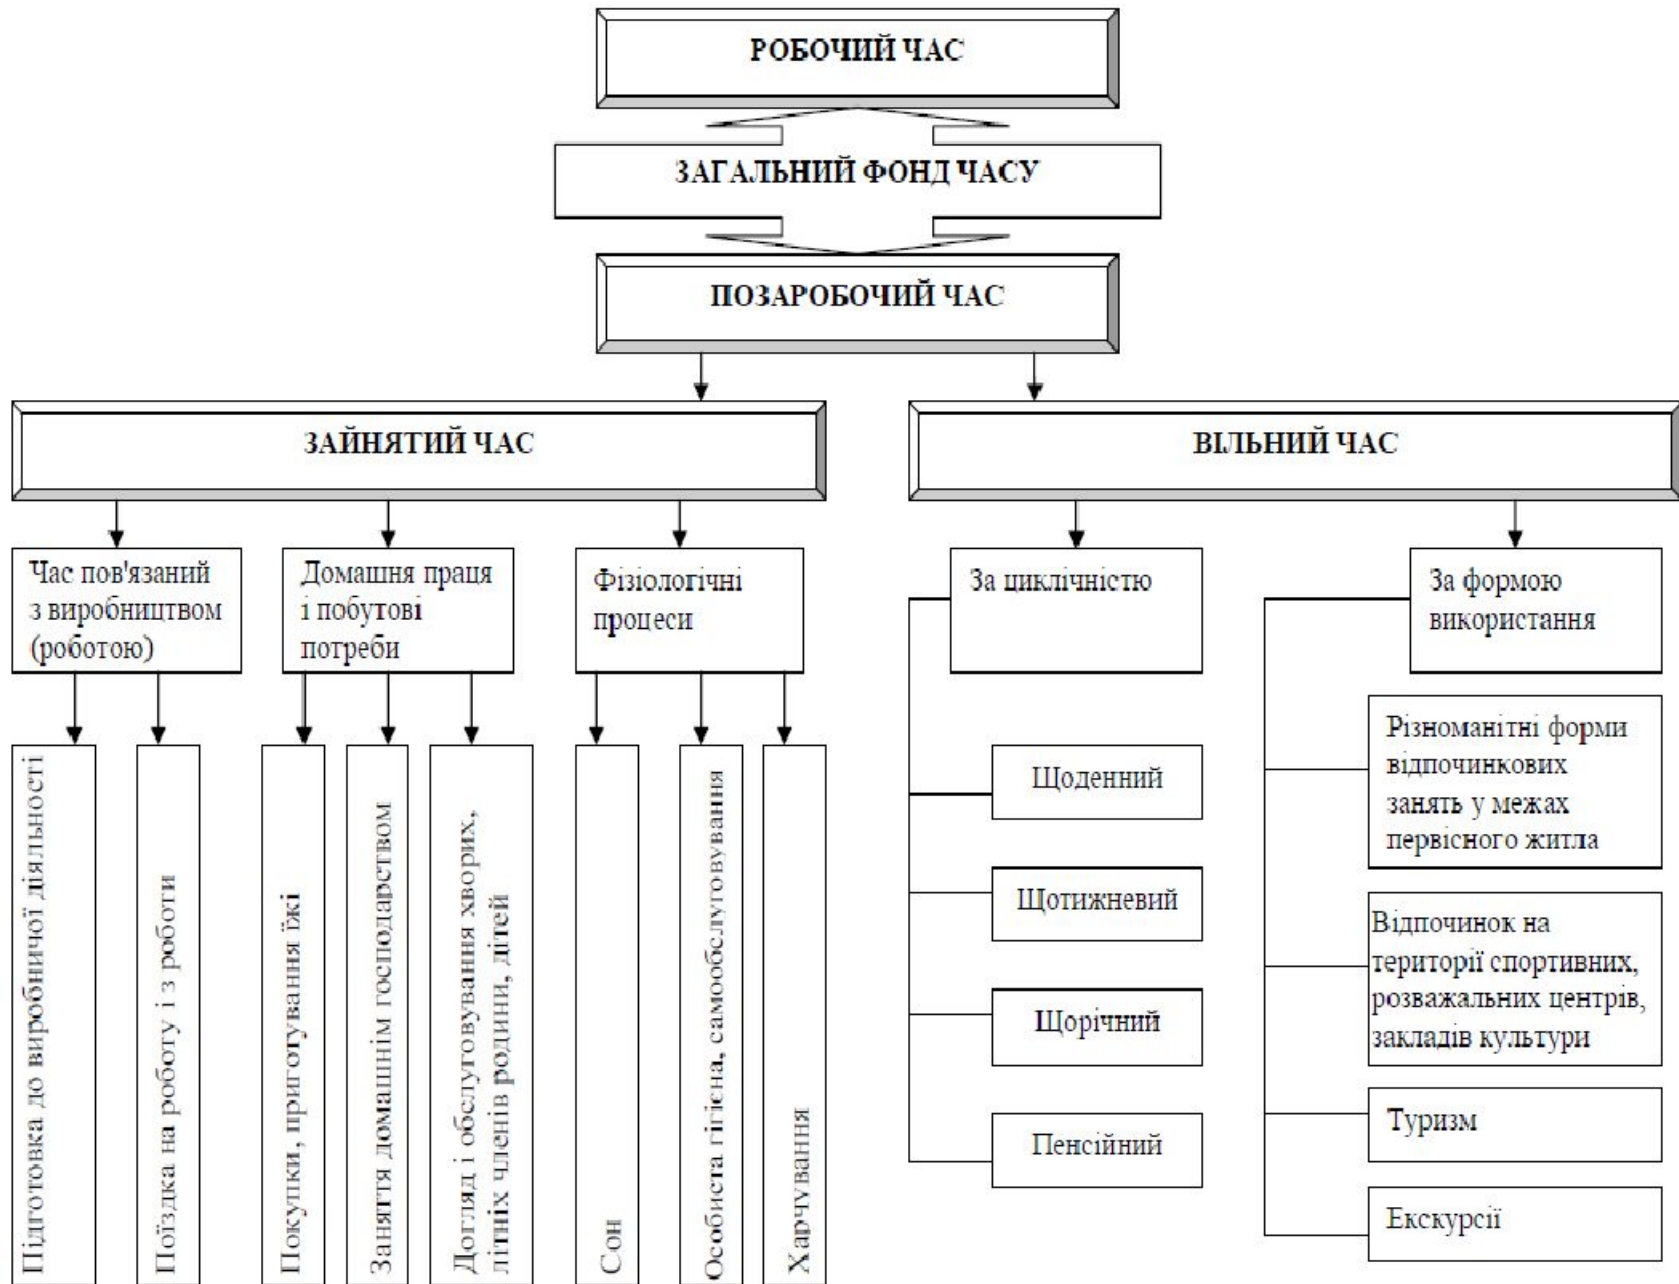 РОБОЧИЙ ЧАС
ЗАГАЛЬНИЙ ФОНД ЧАСУ
ПОЗАРОБОЧИЙ ЧАС
ЗАЙНЯТИЙ ЧАС
ВІЛЬНИЙ ЧАС
Час пов'язаний
з виробництвом
(роботою)
Домашня праця
і побутові
потреби
Фізіологічні
процеси
За циклічністю
За формою
використання
Підготовка до виробничої діяльності
Поїздка на роботу і з роботи
Покупки, приготування їжі
Заняття домашнім господарством
Догляд і обслуговування хворих,
літніх членів родини, дітей
Сон
Особиста гігієна, самообслуговування
Харчування
Щоденний
Щотижневий
Щорічний
Пенсійний
Різноманітні форми
відпочинкових
занять у межах
первісного житла
Відпочинок на
території спортивних,
розважальних центрів,
закладів культури
Туризм
Екскурсії